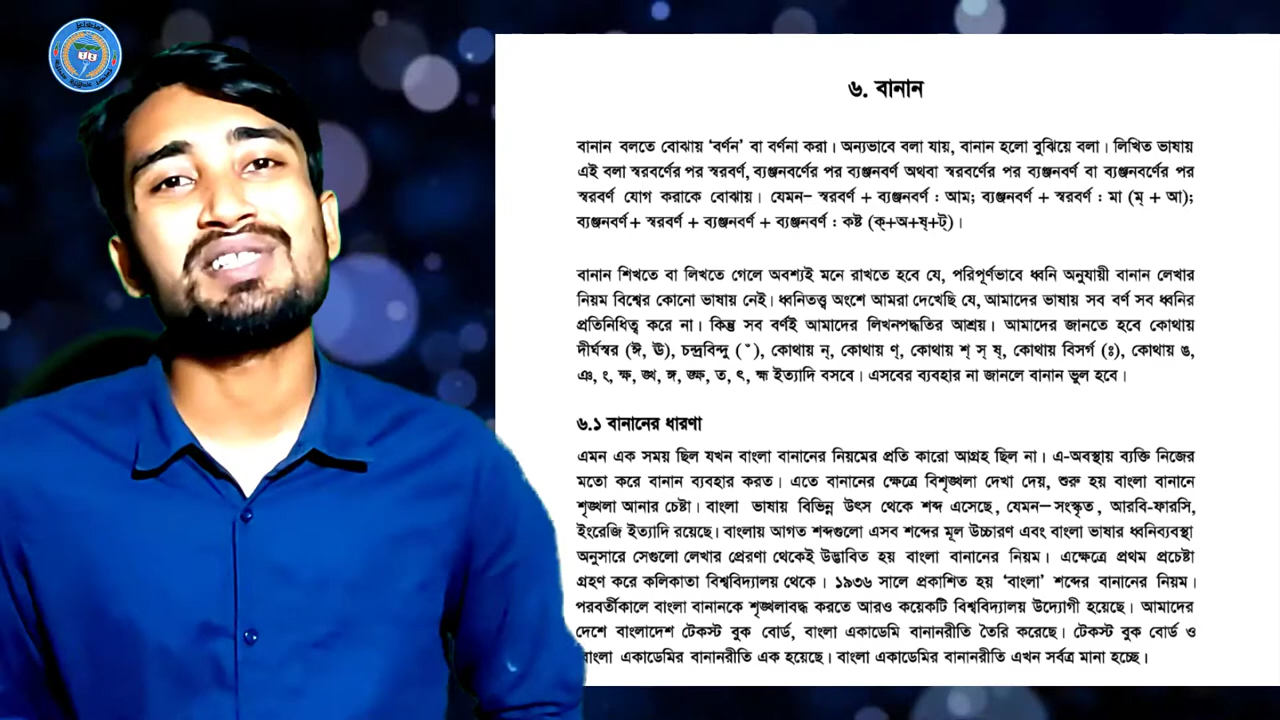 ৬. বানান
বানান বলতে বোঝায় ‘বর্ণন’ বা বর্ণনা করা। অন্যভাবে বলা যায়, বানান হলো বুঝিয়ে বলা। লিখিত ভাষায়
এই বলা স্বরবর্ণের পর স্বরবর্ণ, ব্যঞ্জনবর্ণের পর ব্যঞ্জনবর্ণ অথবা স্বরবর্ণের পর ব্যঞ্জনবর্ণ বা ব্যঞ্জনবর্ণের পর
স্বরবর্ণ যোগ করাকে বোঝায়। যেমন– স্বরবর্ণ + ব্যঞ্জনবর্ণ : আম; ব্যঞ্জনবর্ণ + স্বরবর্ণ : মা (ম্ + আ);
ব্যঞ্জনবর্ণ+ স্বরবর্ণ + ব্যঞ্জনবর্ণ + ব্যঞ্জনবর্ণ : কষ্ট (ক্+অ+ষ্+ট্)।
বানান শিখতে বা লিখতে গেলে অবশ্যই মনে রাখতে হবে যে, পরিপূর্ণভাবে ধ্বনি অনুযায়ী বানান লেখার
নিয়ম বিশ্বের কোনো ভাষায় নেই। ধ্বনিতত্ত্ব অংশে আমরা দেখেছি যে, আমাদের ভাষায় সব বর্ণ সব ধ্বনির
প্রতিনিধিত্ব করে না। কিন্তু সব বর্ণই আমাদের লিখনপদ্ধতির আশ্রয়। আমাদের জানতে হবে কোথায়
দীর্ঘস্বর (ঈ, ঊ), চন্দ্রবিন্দু (ঁ), কোথায় ন্, কোথায় ণ্, কোথায় শ্ স্ ষ্, কোথায় বিসর্গ (ঃ), কোথায় ঙ,
ঞ, ং, ক্ষ, ঙ্খ, ঙ্গ, ঙ্ক্ষ, ত, ৎ, হ্ম ইত্যাদি বসবে। এসবের ব্যবহার না জানলে বানান ভুল হবে।
৬.১ বানানের ধারণা
এমন এক সময় ছিল যখন বাংলা বানানের নিয়মের প্রতি কারো আগ্রহ ছিল না। এ-অবস্থায় ব্যক্তি নিজের
মতো করে বানান ব্যবহার করত। এতে বানানের ক্ষেত্রে বিশৃঙ্খলা দেখা দেয়, শুরু হয় বাংলা বানানে
শৃঙ্খলা আনার চেষ্টা। বাংলা ভাষায় বিভিন্ন উৎস থেকে শব্দ এসেছে, যেমন–সংস্কৃত, আরবি-ফারসি,
ইংরেজি ইত্যাদি রয়েছে। বাংলায় আগত শব্দগুলো এসব শব্দের মূল উচ্চারণ এবং বাংলা ভাষার ধ্বনিব্যবস্থা
অনুসারে সেগুলো লেখার প্রেরণা থেকেই উদ্ভাবিত হয় বাংলা বানানের নিয়ম। এক্ষেত্রে প্রথম প্রচেষ্টা
গ্রহণ করে কলিকাতা বিশ্ববিদ্যালয় থেকে। ১৯৩৬ সালে প্রকাশিত হয় ‘বাংলা’ শব্দের বানানের নিয়ম।
পরবর্তীকালে বাংলা বানানকে শৃঙ্খলাবদ্ধ করতে আরও কয়েকটি বিশ্ববিদ্যালয় উদ্যোগী হয়েছে। আমাদের
দেশে বাংলাদেশ টেকস্ট বুক বোর্ড, বাংলা একাডেমি বানানরীতি তৈরি করেছে। টেকস্ট বুক বোর্ড ও
বাংলা একাডেমির বানানরীতি এক হয়েছে। বাংলা একাডেমির বানানরীতি এখন সর্বত্র মানা হচ্ছে।